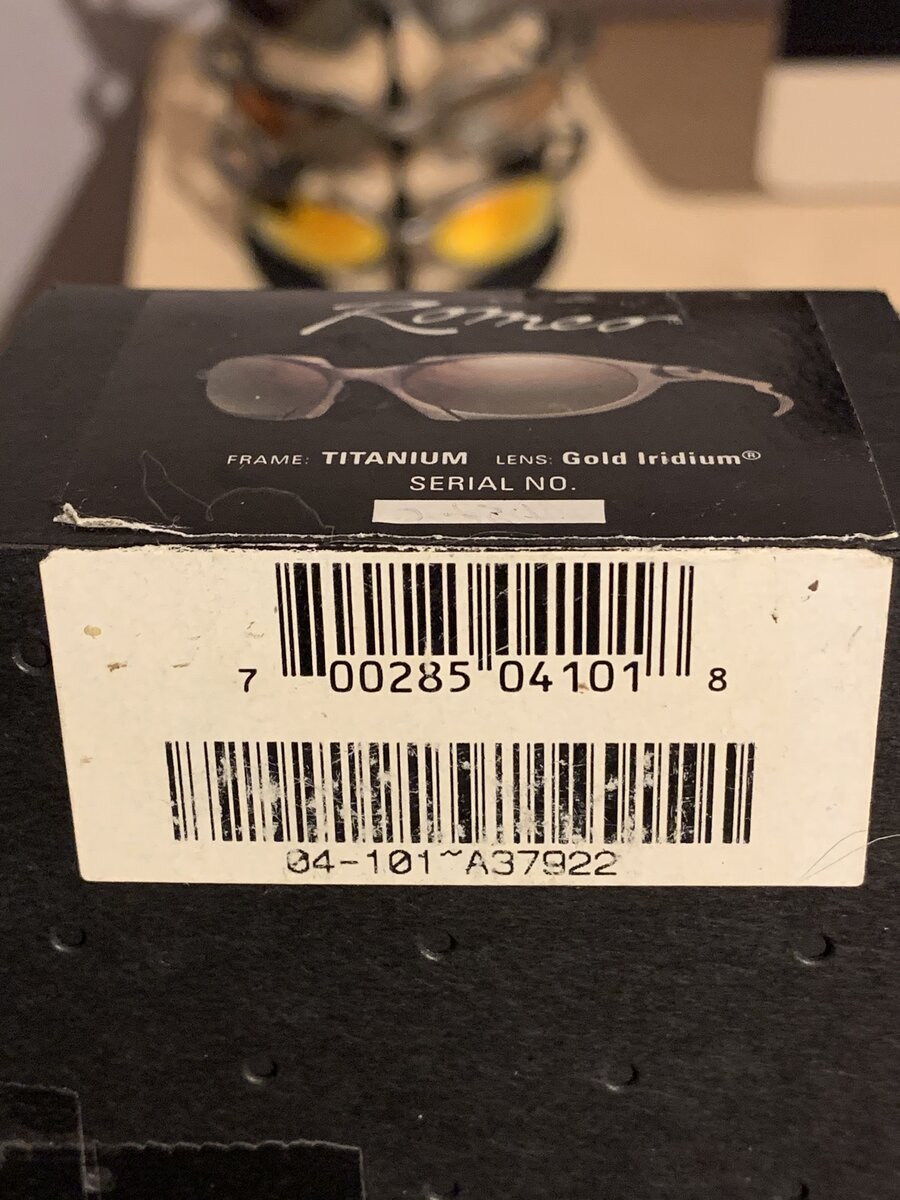 Romeo
FRAME: TITANIUM LENS: Gold Iridium®
SERIAL NO.
7 00285 04101 8
04-101~A37922